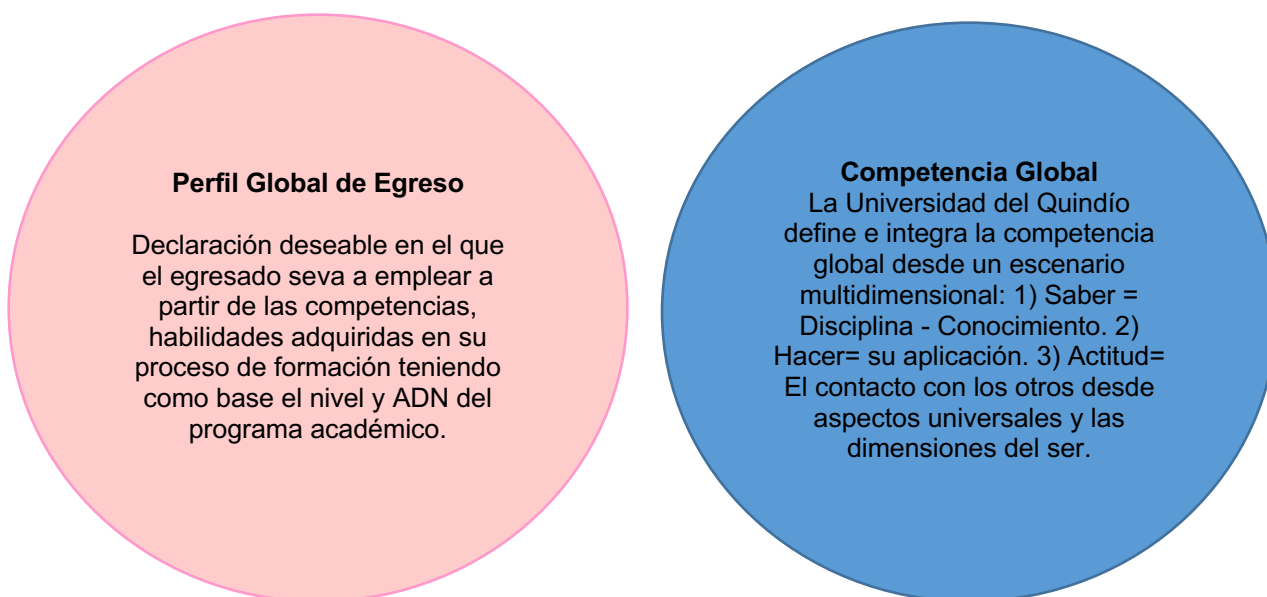 Perfil Global de Egreso
Declaración deseable en el que
el egresado seva a emplear a
partir de las competencias,
habilidades adquiridas en su
proceso de formación teniendo
como base el nivel y ADN del
programa académico.
Competencia Global
La Universidad del Quindío
define e integra la competencia
global desde un escenario
multidimensional: 1) Saber =
Disciplina - Conocimiento. 2)
Hacer= su aplicación. 3) Actitud=
El contacto con los otros desde
aspectos universales y las
dimensiones del ser.